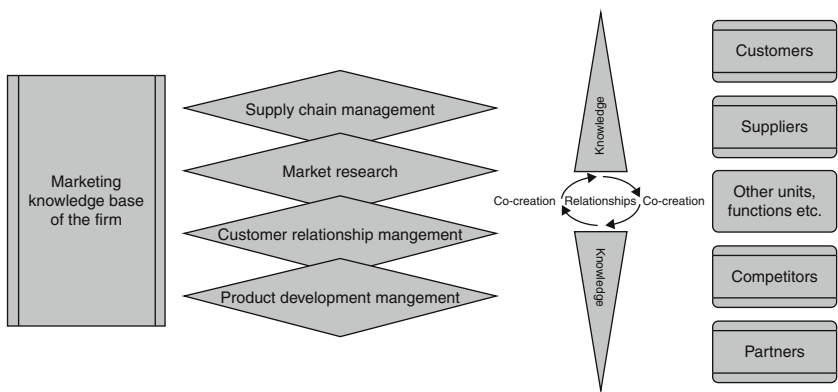 Marketing
knowledge base
of the firm
Supply chain management
Market research
Customer relationship mangement
Product development mangement
Knowledge
Co-creation
Relationships
Co-creation
Knowledge
Customers
Suppliers
Other units,
functions etc.
Competitors
Partners